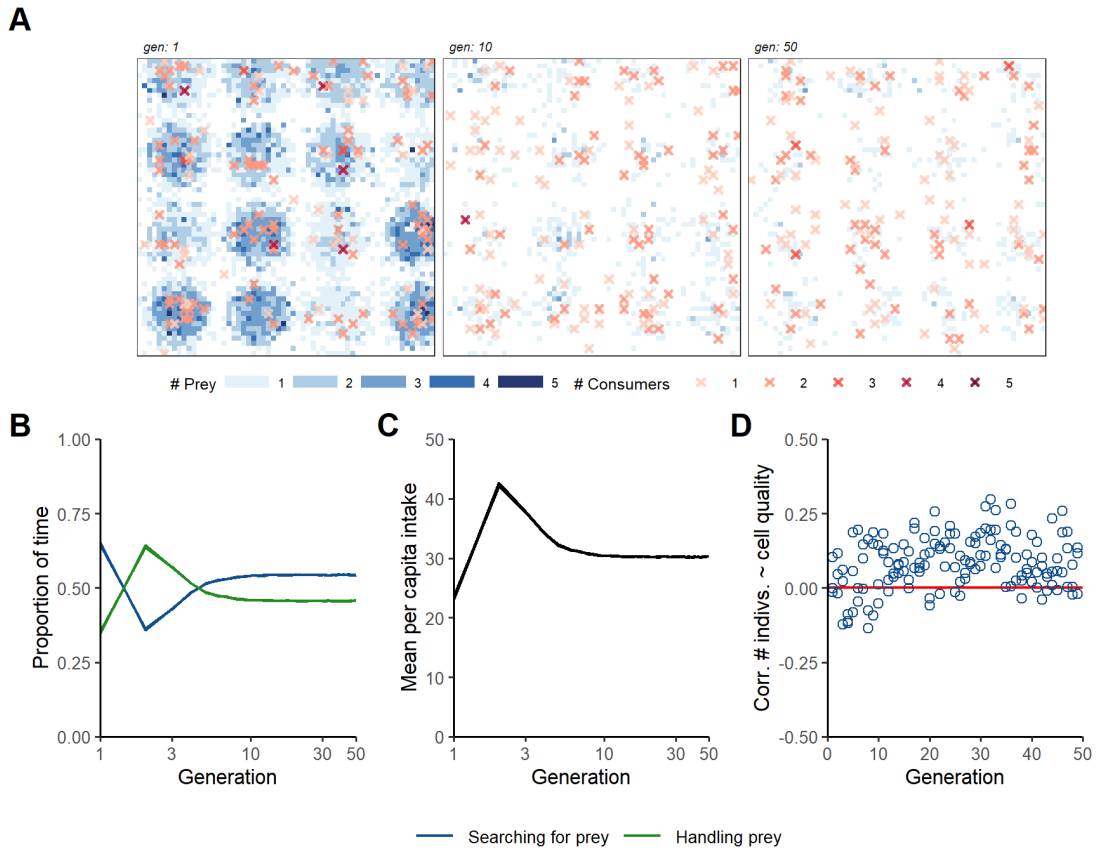 A
gen: 1
gen: 10
gen: 50
# Prey 1 2 3 4 5 # Consumers 1 2 3 4 5
B
Proportion of time
1.00
0.75
0.50
0.25
0.00
1 3 10 30 50
Generation
C
Mean per capita intake
50
40
30
20
10
0
1 3 10 30 50
Generation
D
Corr. # indivs. ~ cell quality
0.50
0.25
0.00
-0.25
-0.50
0 10 20 30 40 50
Generation
Searching for prey Handling prey